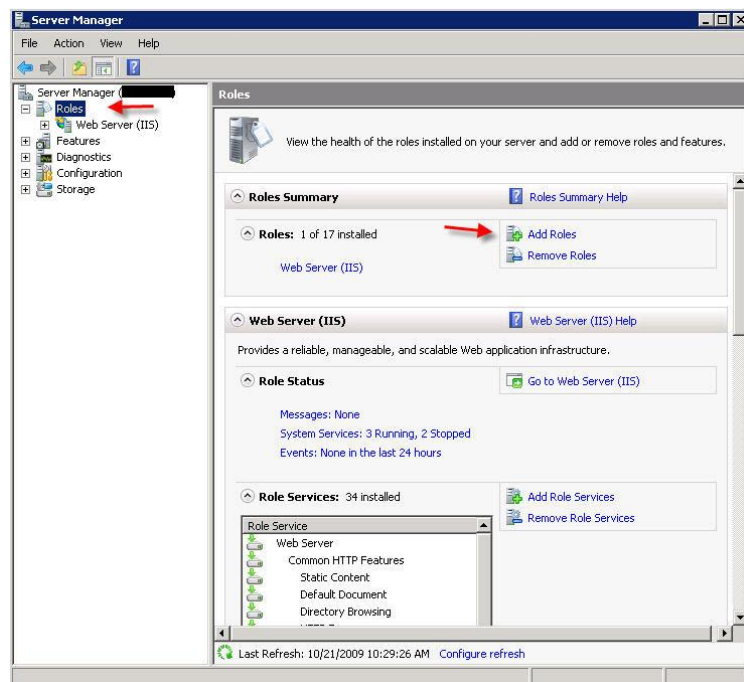 Server Manager
File Action View Help
Server Manager (
Roles
Web Server (IIS)
Features
Diagnostics
Configuration
Storage
Roles
View the health of the roles installed on your server and add or remove roles and features.
Roles Summary
Roles Summary Help
Roles: 1 of 17 installed
Add Roles
Remove Roles
Web Server (IIS)
Web Server (IIS)
Web Server (IIS) Help
Provides a reliable, manageable, and scalable Web application infrastructure.
Role Status
Go to Web Server (IIS)
Messages: None
System Services: 3 Running, 2 Stopped
Events: None in the last 24 hours
Role Services: 34 installed
Add Role Services
Remove Role Services
Role Service
Web Server
Common HTTP Features
Static Content
Default Document
Directory Browsing
Last Refresh: 10/21/2009 10:29:26 AM Configure refresh